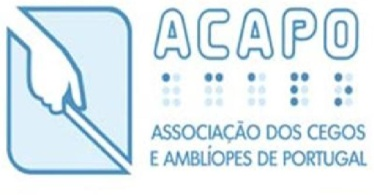 ACAPO
⠁⠉⠁⠏⠕
ASSOCIAÇÃO DOS CEGOS
E AMBLÍOPES DE PORTUGAL